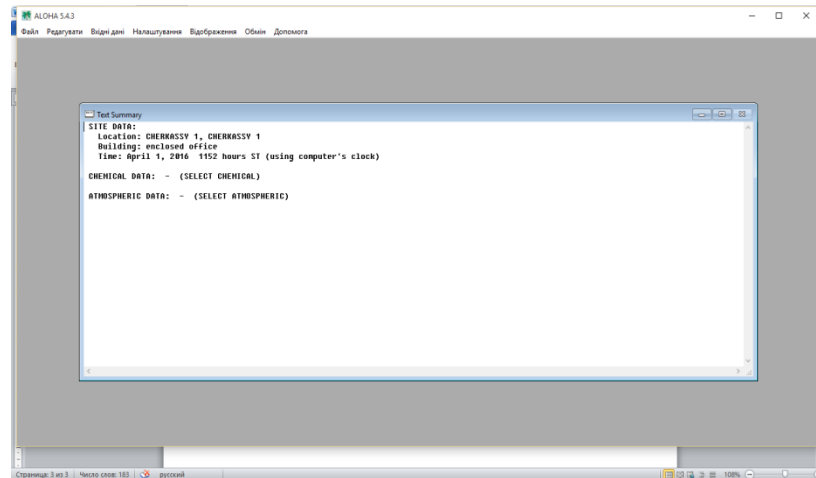 ALOHA 5.4.3
Файл Редагувати Вхідні дані Налаштування Відображення Обмін Допомога
Text Summary
SITE DATA:
Location: CHERKASSY 1, CHERKASSY 1
Building: enclosed office
Time: April 1, 2016 1152 hours ST (using computer's clock)
CHEMICAL DATA: - (SELECT CHEMICAL)
ATMOSPHERIC DATA: - (SELECT ATMOSPHERIC)
Страница: 3 из 3 Число слов: 183 русский 108%